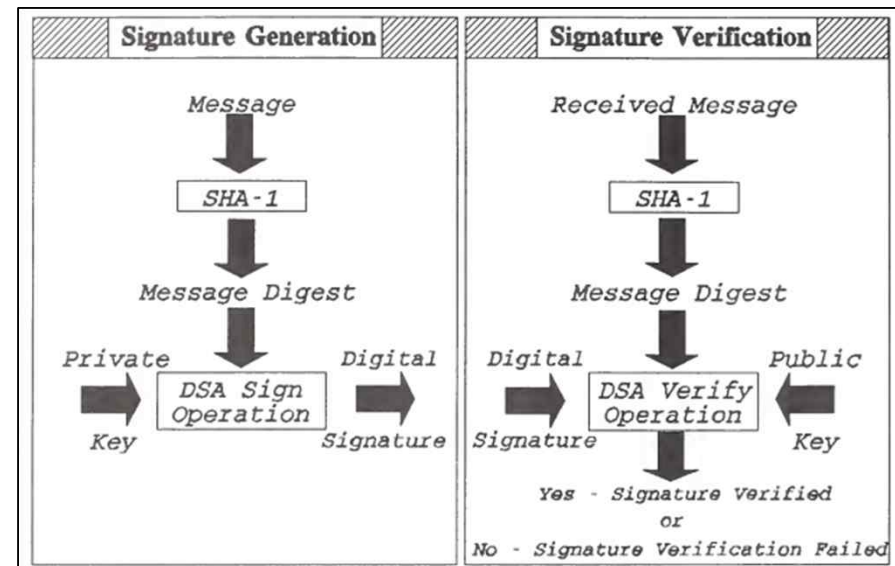 Signature Generation
Message
SHA-1
Message Digest
Private
Key
DSA Sign
Operation
Digital
Signature
Signature Verification
Received Message
SHA-1
Message Digest
Digital
Signature
DSA Verify
Operation
Public
Key
Yes - Signature Verified
or
No - Signature Verification Failed